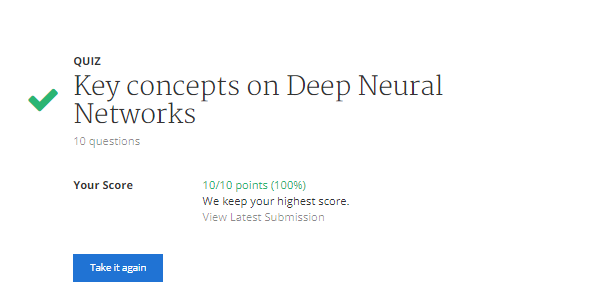 QUIZ
Key concepts on Deep Neural
Networks
10 questions
Your Score
10/10 points (100%)
We keep your highest score.
View Latest Submission
Take it again